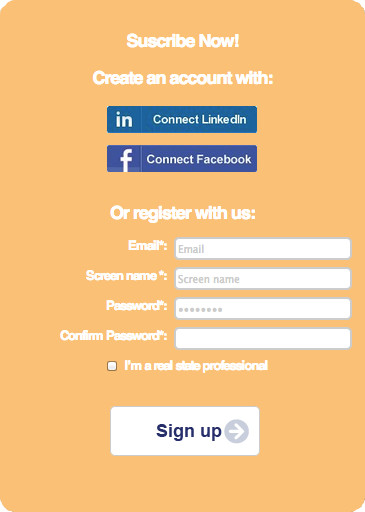 Suscribe Now!
Create an account with:
in Connect LinkedIn
f Connect Facebook
Or register with us:
Email*: Email
Screen name *: Screen name
Password*: ••••••••
Confirm Password*:
I'm a real state professional
Sign up